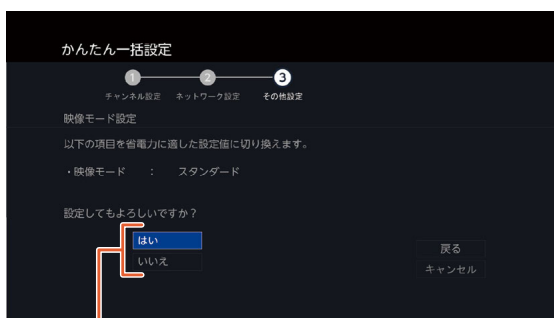 かんたん一括設定
1 2 3
チャンネル設定 ネットワーク設定 その他設定
映像モード設定
以下の項目を省電力に適した設定値に切り換えます。
・映像モード : スタンダード
設定してもよろしいですか?
はい
いいえ
戻る
キャンセル